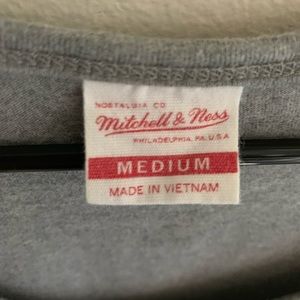 NOSTALGIA CO.
Mitchell & Ness
PHILADELPHIA, PA. U.S.A
MEDIUM
MADE IN VIETNAM